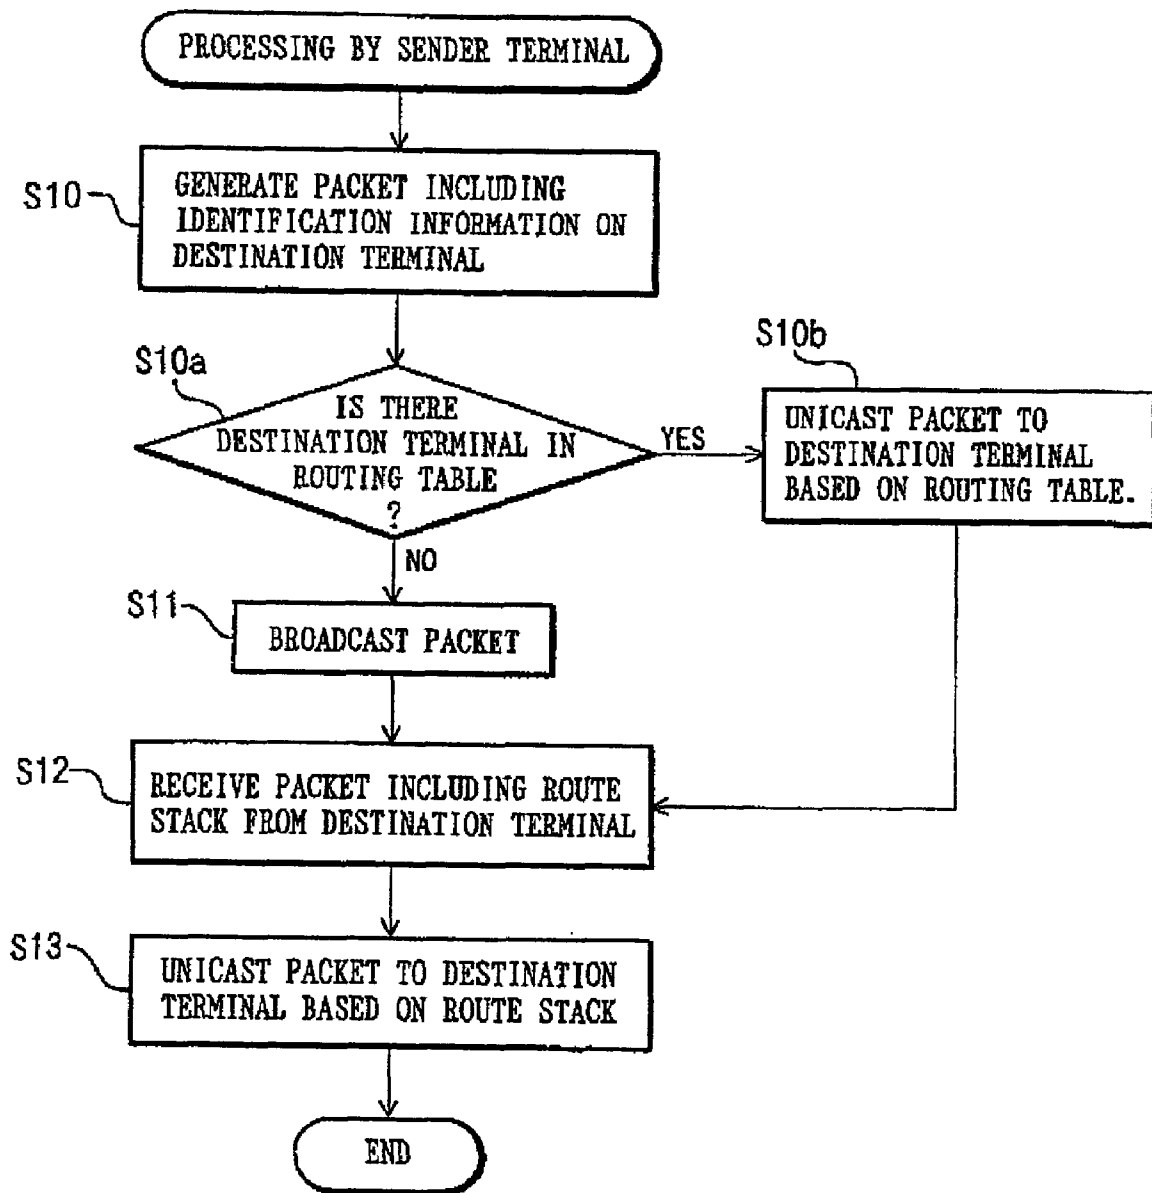 PROCESSING BY SENDER TERMINAL
S10
GENERATE PACKET INCLUDING
IDENTIFICATION INFORMATION ON
DESTINATION TERMINAL
S10a
IS THERE
DESTINATION TERMINAL IN
ROUTING TABLE
?
YES
S10b
UNICAST PACKET TO
DESTINATION TERMINAL
BASED ON ROUTING TABLE.
NO
S11
BROADCAST PACKET
S12
RECEIVE PACKET INCLUDING ROUTE
STACK FROM DESTINATION TERMINAL
S13
UNICAST PACKET TO DESTINATION
TERMINAL BASED ON ROUTE STACK
END